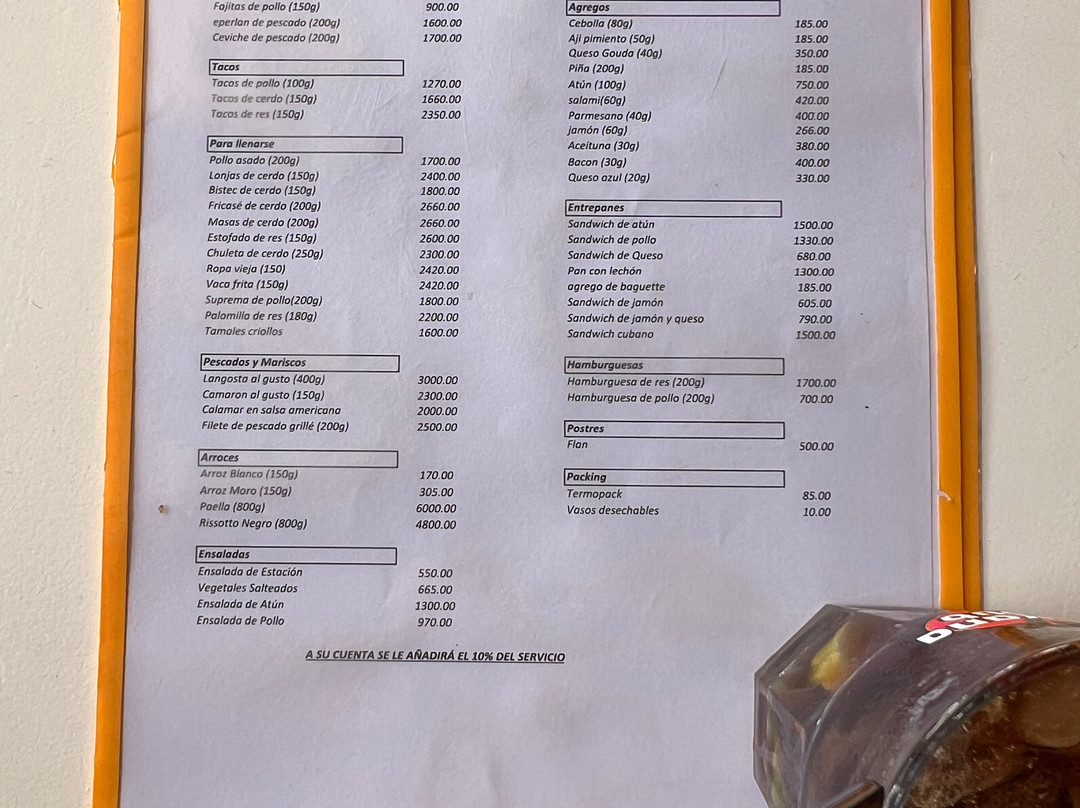 Fajitas de pollo (150g) 900.00
eperlan de pescado (200g) 1600.00
Ceviche de pescado (200g) 1700.00
Tacos
Tacos de pollo (100g) 1270.00
Tacos de cerdo (150g) 1660.00
Tacos de res (150g) 2350.00
Para llenarse
Pollo asado (200g) 1700.00
Lonjas de cerdo (150g) 2400.00
Bistec de cerdo (150g) 1800.00
Fricasé de cerdo (200g) 2660.00
Masas de cerdo (200g) 2660.00
Estofado de res (150g) 2600.00
Chuleta de cerdo (250g) 2300.00
Ropa vieja (150) 2420.00
Vaca frita (150g) 2420.00
Suprema de pollo(200g) 1800.00
Palomilla de res (180g) 2200.00
Tamales criollos 1600.00
Pescados y Mariscos
Langosta al gusto (400g) 3000.00
Camaron al gusto (150g) 2300.00
Calamar en salsa americana 2000.00
Filete de pescado grillé (200g) 2500.00
Arroces
Arroz Blanco (150g) 170.00
Arroz Moro (150g) 305.00
Paella (800g) 6000.00
Rissotto Negro (800g) 4800.00
Ensaladas
Ensalada de Estación 550.00
Vegetales Salteados 665.00
Ensalada de Atún 1300.00
Ensalada de Pollo 970.00
Agregos
Cebolla (80g) 185.00
Aji pimiento (50g) 185.00
Queso Gouda (40g) 350.00
Piña (200g) 185.00
Atún (100g) 750.00
salami(60g) 420.00
Parmesano (40g) 400.00
jamón (60g) 266.00
Aceituna (30g) 380.00
Bacon (30g) 400.00
Queso azul (20g) 330.00
Entrepanes
Sandwich de atún 1500.00
Sandwich de pollo 1330.00
Sandwich de Queso 680.00
Pan con lechón 1300.00
agrego de baguette 185.00
Sandwich de jamón 605.00
Sandwich de jamón y queso 790.00
Sandwich cubano 1500.00
Hamburguesas
Hamburguesa de res (200g) 1700.00
Hamburguesa de pollo (200g) 700.00
Postres
Flan 500.00
Packing
Termopack 85.00
Vasos desechables 10.00
A SU CUENTA SE LE AÑADIRÁ EL 10% DEL SERVICIO